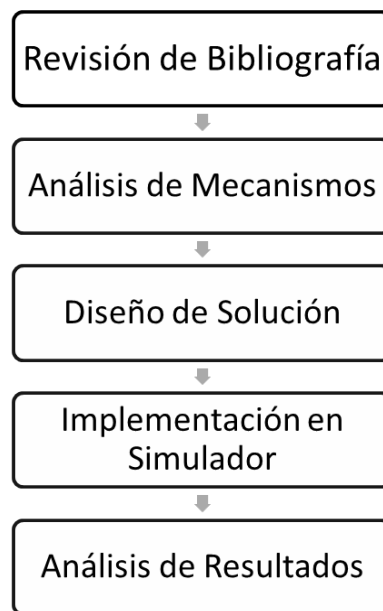 Revisión de Bibliografía
Análisis de Mecanismos
Diseño de Solución
Implementación en
Simulador
Análisis de Resultados